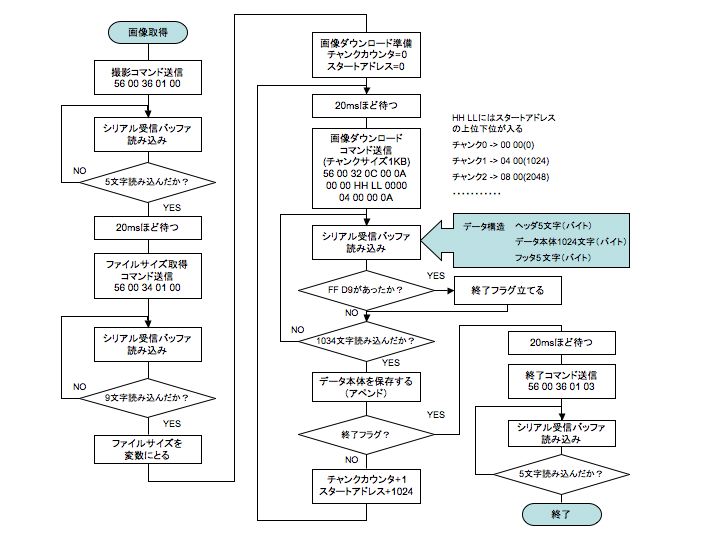 画像取得
撮影コマンド送信
56 00 36 01 00
シリアル受信バッファ
読み込み
NO
5文字読み込んだか？
YES
20msほど待つ
ファイルサイズ取得
コマンド送信
56 00 34 01 00
シリアル受信バッファ
読み込み
NO
9文字読み込んだか？
YES
ファイルサイズを
変数にとる
画像ダウンロード準備
チャンクカウンタ=0
スタートアドレス=0
20msほど待つ
画像ダウンロード
コマンド送信
(チャンクサイズ1KB)
56 00 32 0C 00 0A
00 00 HH LL 0000
04 00 00 0A
HH LLにはスタートアドレス
の上位下位が入る
チャンク0 -> 00 00(0)
チャンク1 -> 04 00(1024)
チャンク2 -> 08 00(2048)
‥‥‥‥‥‥
シリアル受信バッファ
読み込み
データ構造 ヘッダ5文字(バイト)
データ本体1024文字(バイト)
フッタ5文字(バイト)
FF D9があったか？
YES
終了フラグ立てる
NO
NO
1034文字読み込んだか？
YES
データ本体を保存する
（アペンド）
終了フラグ？
YES
NO
チャンクカウンタ+1
スタートアドレス+1024
20msほど待つ
終了コマンド送信
56 00 36 01 03
シリアル受信バッファ
読み込み
5文字読み込んだか？
終了